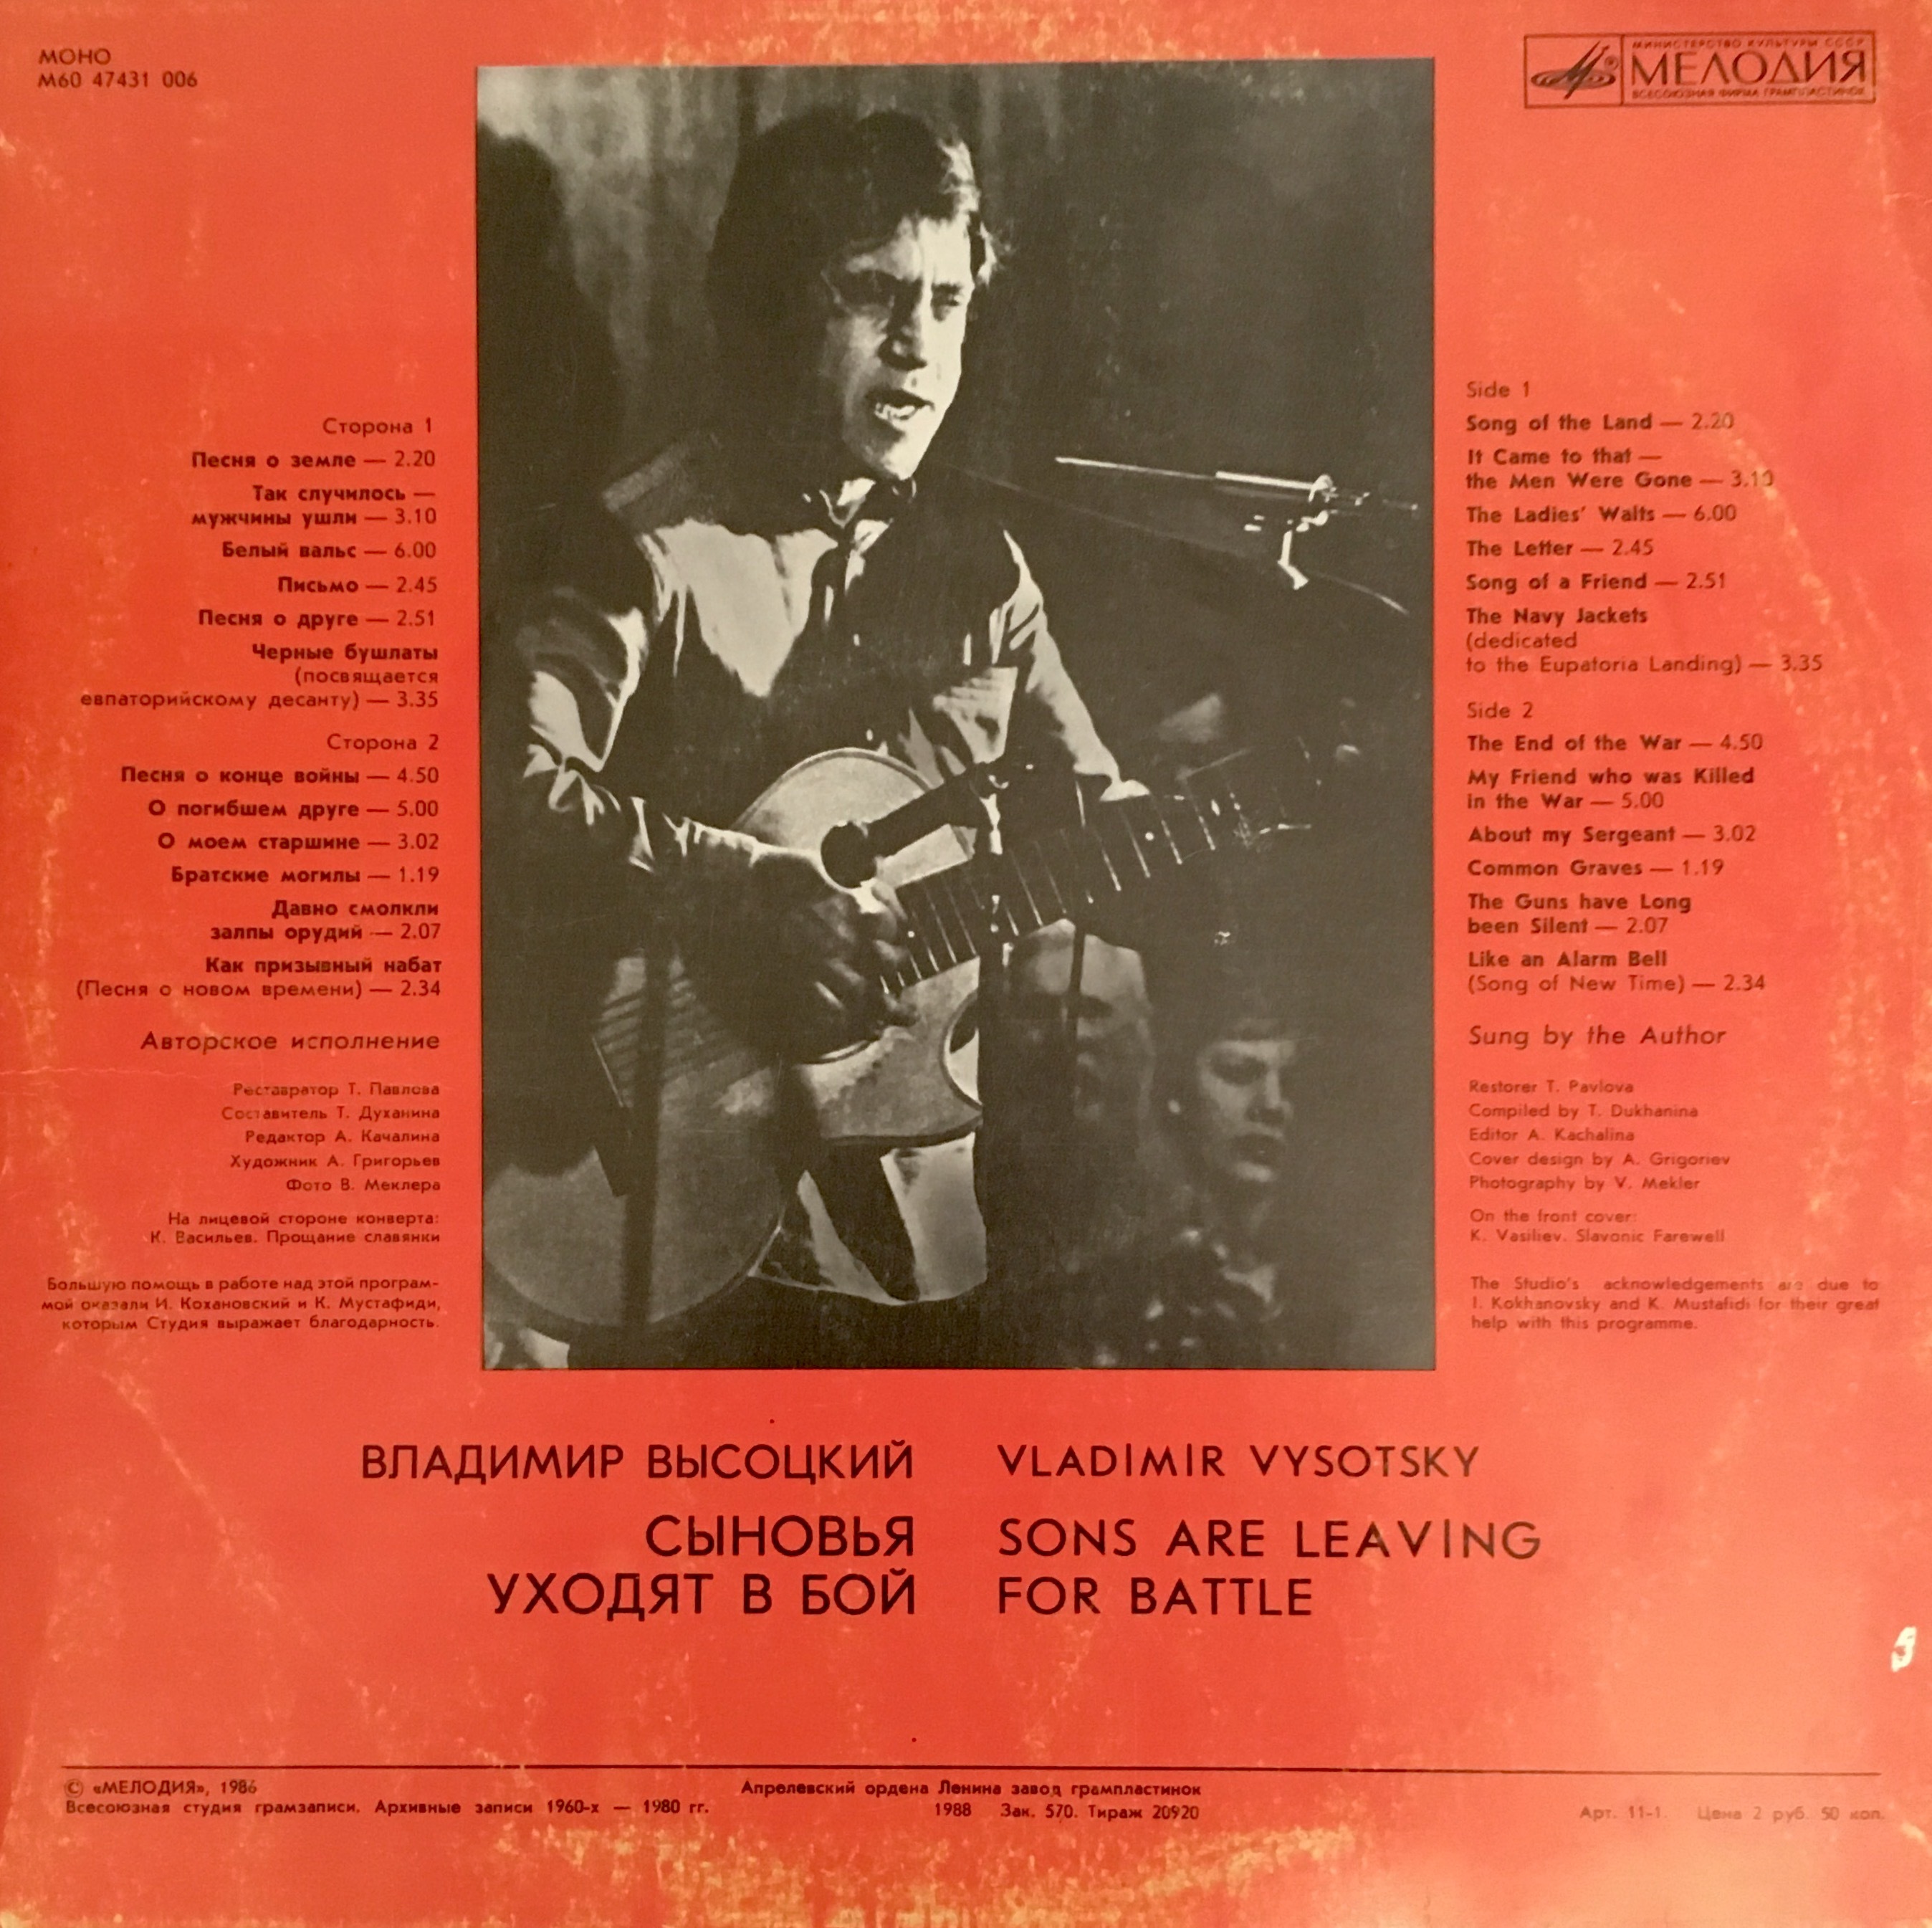 МОНО
М60 47431 006
МИНИСТЕРСТВО КУЛЬТУРЫ СССР
МЕЛОДИЯ
ВСЕСОЮЗНАЯ ФИРМА ГРАМПЛАСТИНОК
Сторона 1
Песня о земле — 2.20
Так случилось —
мужчины ушли — 3.10
Белый вальс — 6.00
Письмо — 2.45
Песня о друге — 2.51
Черные бушлаты
(посвящается
евпаторийскому десанту) — 3.35
Сторона 2
Песня о конце войны — 4.50
О погибшем друге — 5.00
О моем старшине — 3.02
Братские могилы — 1.19
Давно смолкли
залпы орудий — 2.07
Как призывный набат
(Песня о новом времени) — 2.34
Авторское исполнение
Реставратор Т. Павлова
Составитель Т. Духанина
Редактор А. Качалина
Художник А. Григорьев
Фото В. Меклера
На лицевой стороне конверта:
К. Васильев. Прощание славянки
Большую помощь в работе над этой програм-
мой оказали И. Кохановский и К. Мустафиди,
которым Студия выражает благодарность.
Side 1
Song of the Land — 2.20
It Came to that —
the Men Were Gone — 3.10
The Ladies' Walts — 6.00
The Letter — 2.45
Song of a Friend — 2.51
The Navy Jackets
(dedicated
to the Eupatoria Landing) — 3.35
Side 2
The End of the War — 4.50
My Friend who was Killed
in the War — 5.00
About my Sergeant — 3.02
Common Graves — 1.19
The Guns have Long
been Silent — 2.07
Like an Alarm Bell
(Song of New Time) — 2.34
Sung by the Author
Restorer T. Pavlova
Compiled by T. Dukhanina
Editor A. Kachalina
Cover design by A. Grigoriev
Photography by V. Mekler
On the front cover:
K. Vasiliev. Slavonic Farewell
The Studio's acknowledgements are due to
I. Kokhanovsky and K. Mustafidi for their great
help with this programme.
ВЛАДИМИР ВЫСОЦКИЙ
СЫНОВЬЯ
УХОДЯТ В БОЙ
VLADIMIR VYSOTSKY
SONS ARE LEAVING
FOR BATTLE
© «МЕЛОДИЯ», 1986
Всесоюзная студия грамзаписи. Архивные записи 1960-х — 1980 гг.
Апрелевский ордена Ленина завод грампластинок
1988 Зак. 570. Тираж 20920
Арт. 11-1. Цена 2 руб. 50 коп.